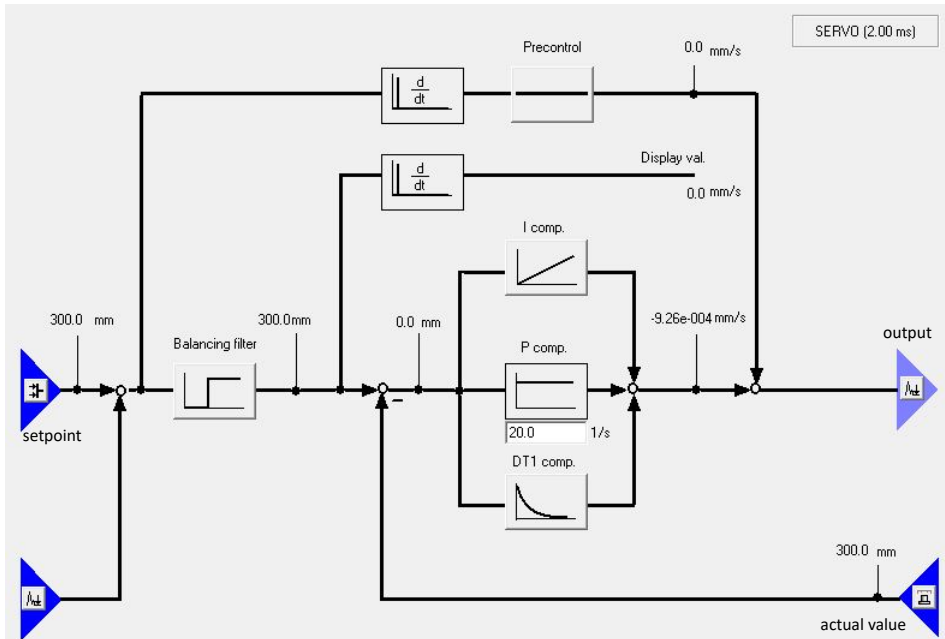 SERVO (2.00 ms)
Precontrol
0.0 mm/s
d
dt
Display val.
d
dt
0.0 mm/s
I comp.
300.0 mm
300.0mm
0.0 mm
-9.26e-004 mm/s
output
Balancing filter
P comp.
setpoint
20.0 1/s
DT1 comp.
300.0 mm
actual value